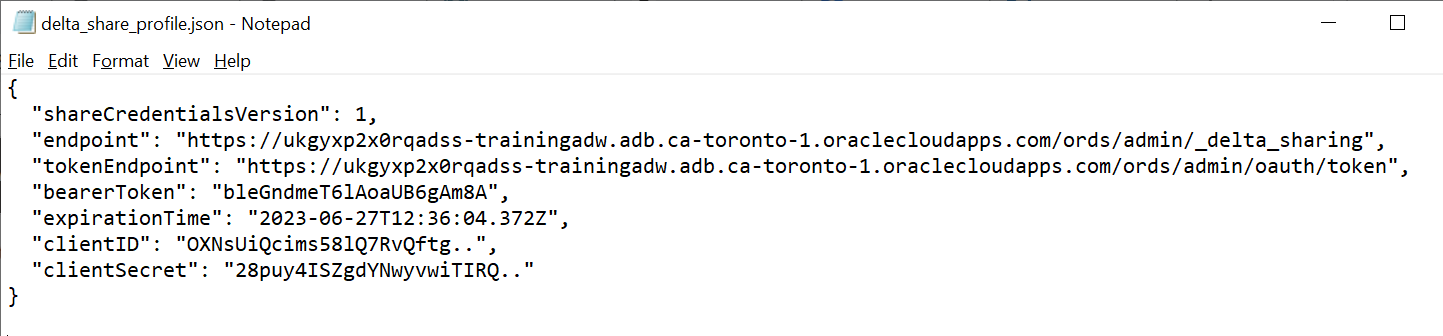 delta_share_profile.json - Notepad
File Edit Format View Help
{
"shareCredentialsVersion": 1,
"endpoint": "https://ukgyxp2x0rqadss-trainingadw.adb.ca-toronto-1.oraclecloudapps.com/ords/admin/_delta_sharing",
"tokenEndpoint": "https://ukgyxp2x0rqadss-trainingadw.adb.ca-toronto-1.oraclecloudapps.com/ords/admin/oauth/token",
"bearerToken": "bleGndmeT6lAoaUB6gAm8A",
"expirationTime": "2023-06-27T12:36:04.372Z",
"clientID": "OXNsUiQcims58lQ7RvQftg..",
"clientSecret": "28puy4ISZgdYNwyvwiTIRQ.."
}